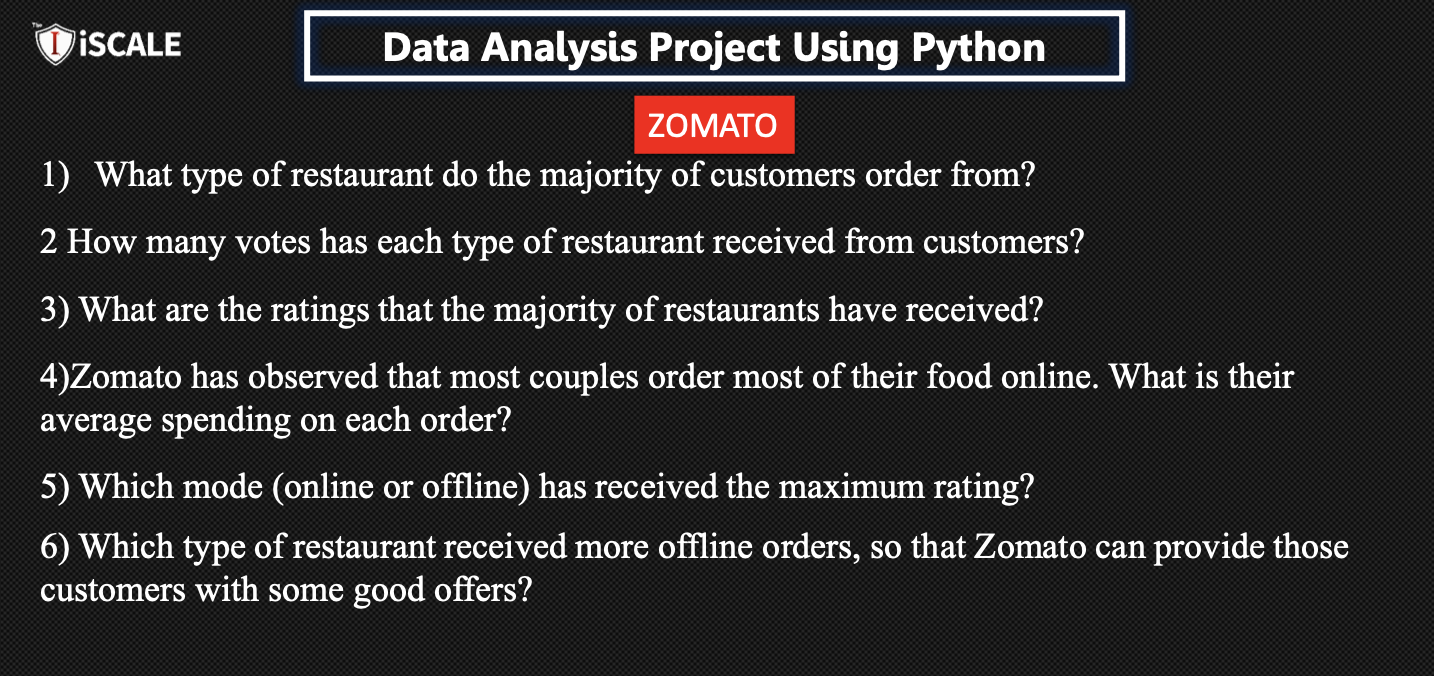 The
I iSCALE
Data Analysis Project Using Python
ZOMATO
1) What type of restaurant do the majority of customers order from?
2 How many votes has each type of restaurant received from customers?
3) What are the ratings that the majority of restaurants have received?
4)Zomato has observed that most couples order most of their food online. What is their
average spending on each order?
5) Which mode (online or offline) has received the maximum rating?
6) Which type of restaurant received more offline orders, so that Zomato can provide those
customers with some good offers?